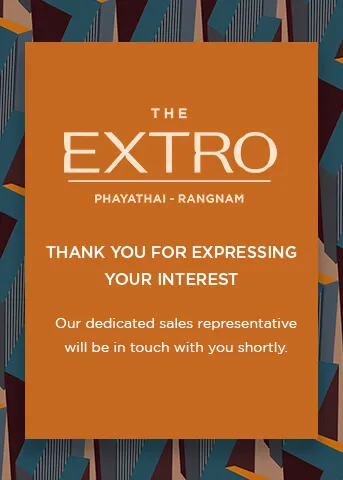 THE
EXTRO
PHAYATHAI - RANGNAM
THANK YOU FOR EXPRESSING
YOUR INTEREST
Our dedicated sales representative
will be in touch with you shortly.